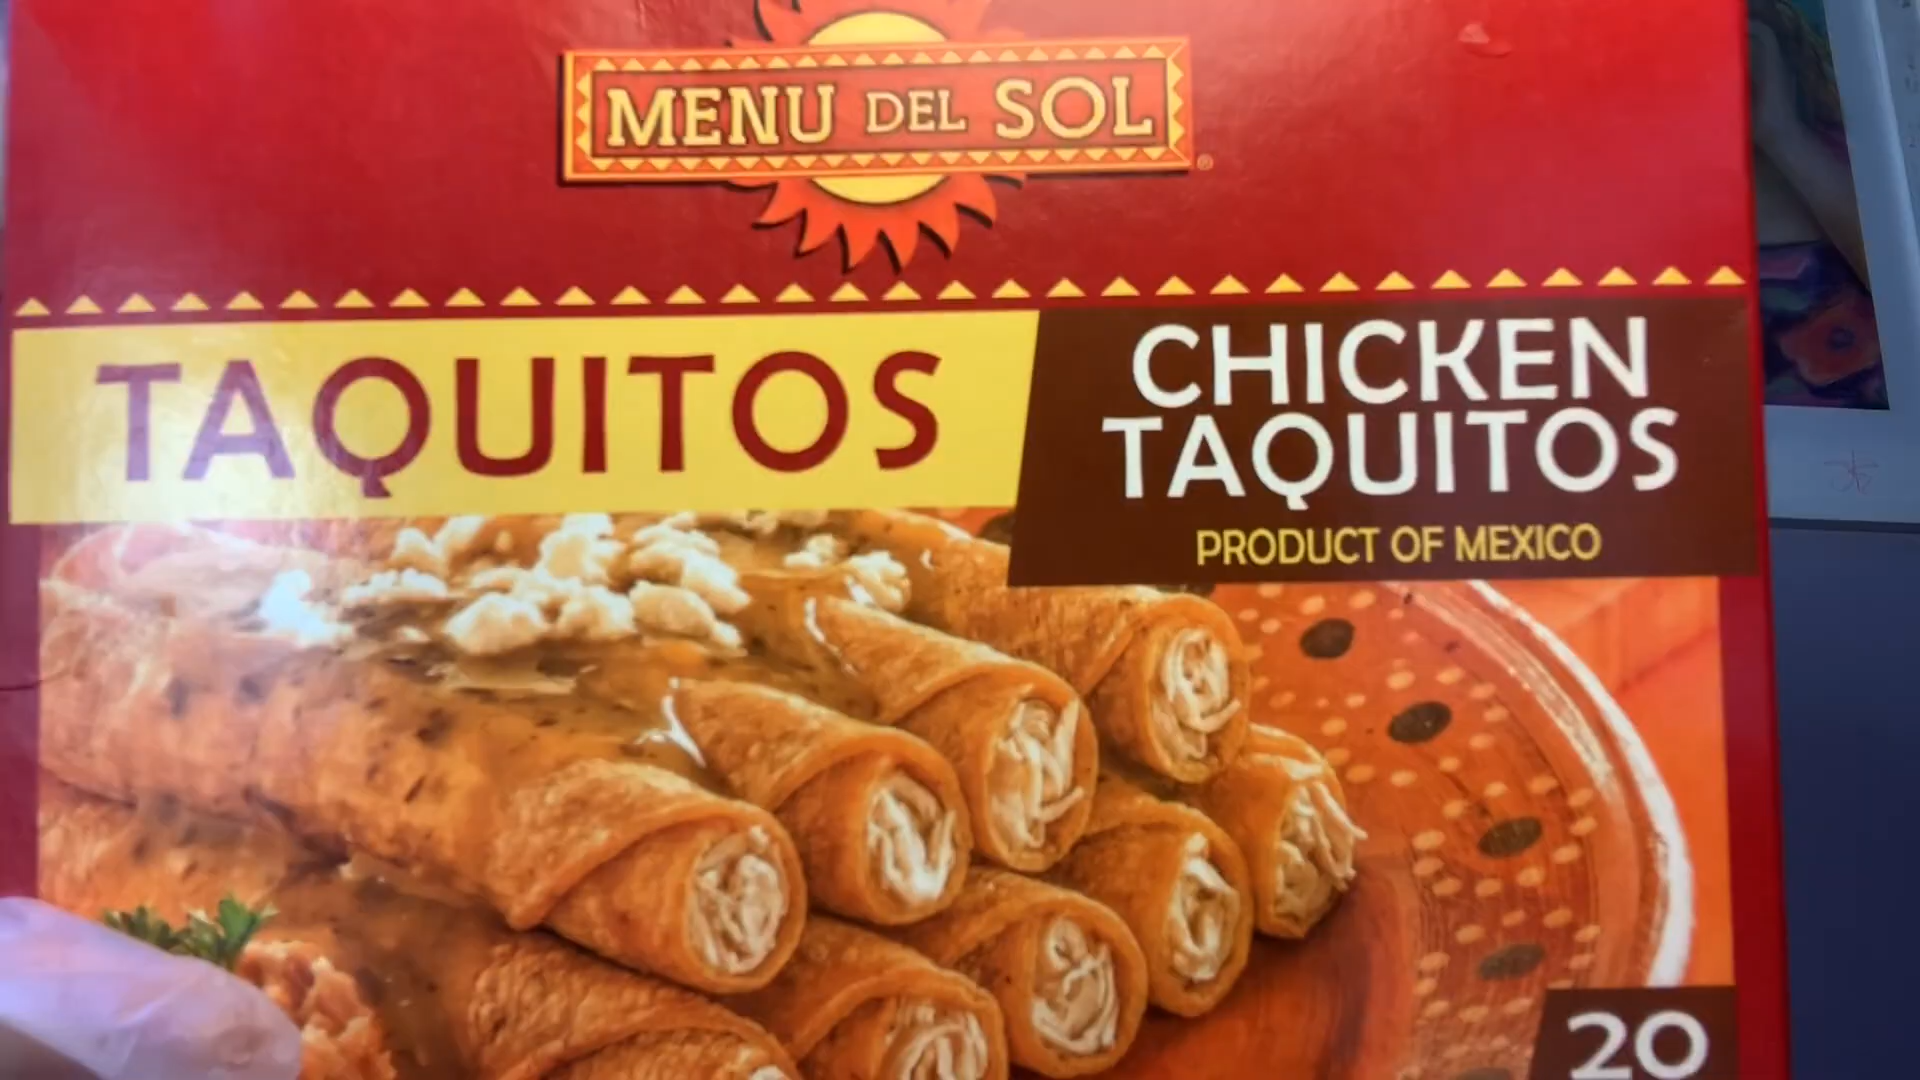 MENU DEL SOL®
TAQUITOS
CHICKEN
TAQUITOS
PRODUCT OF MEXICO
20